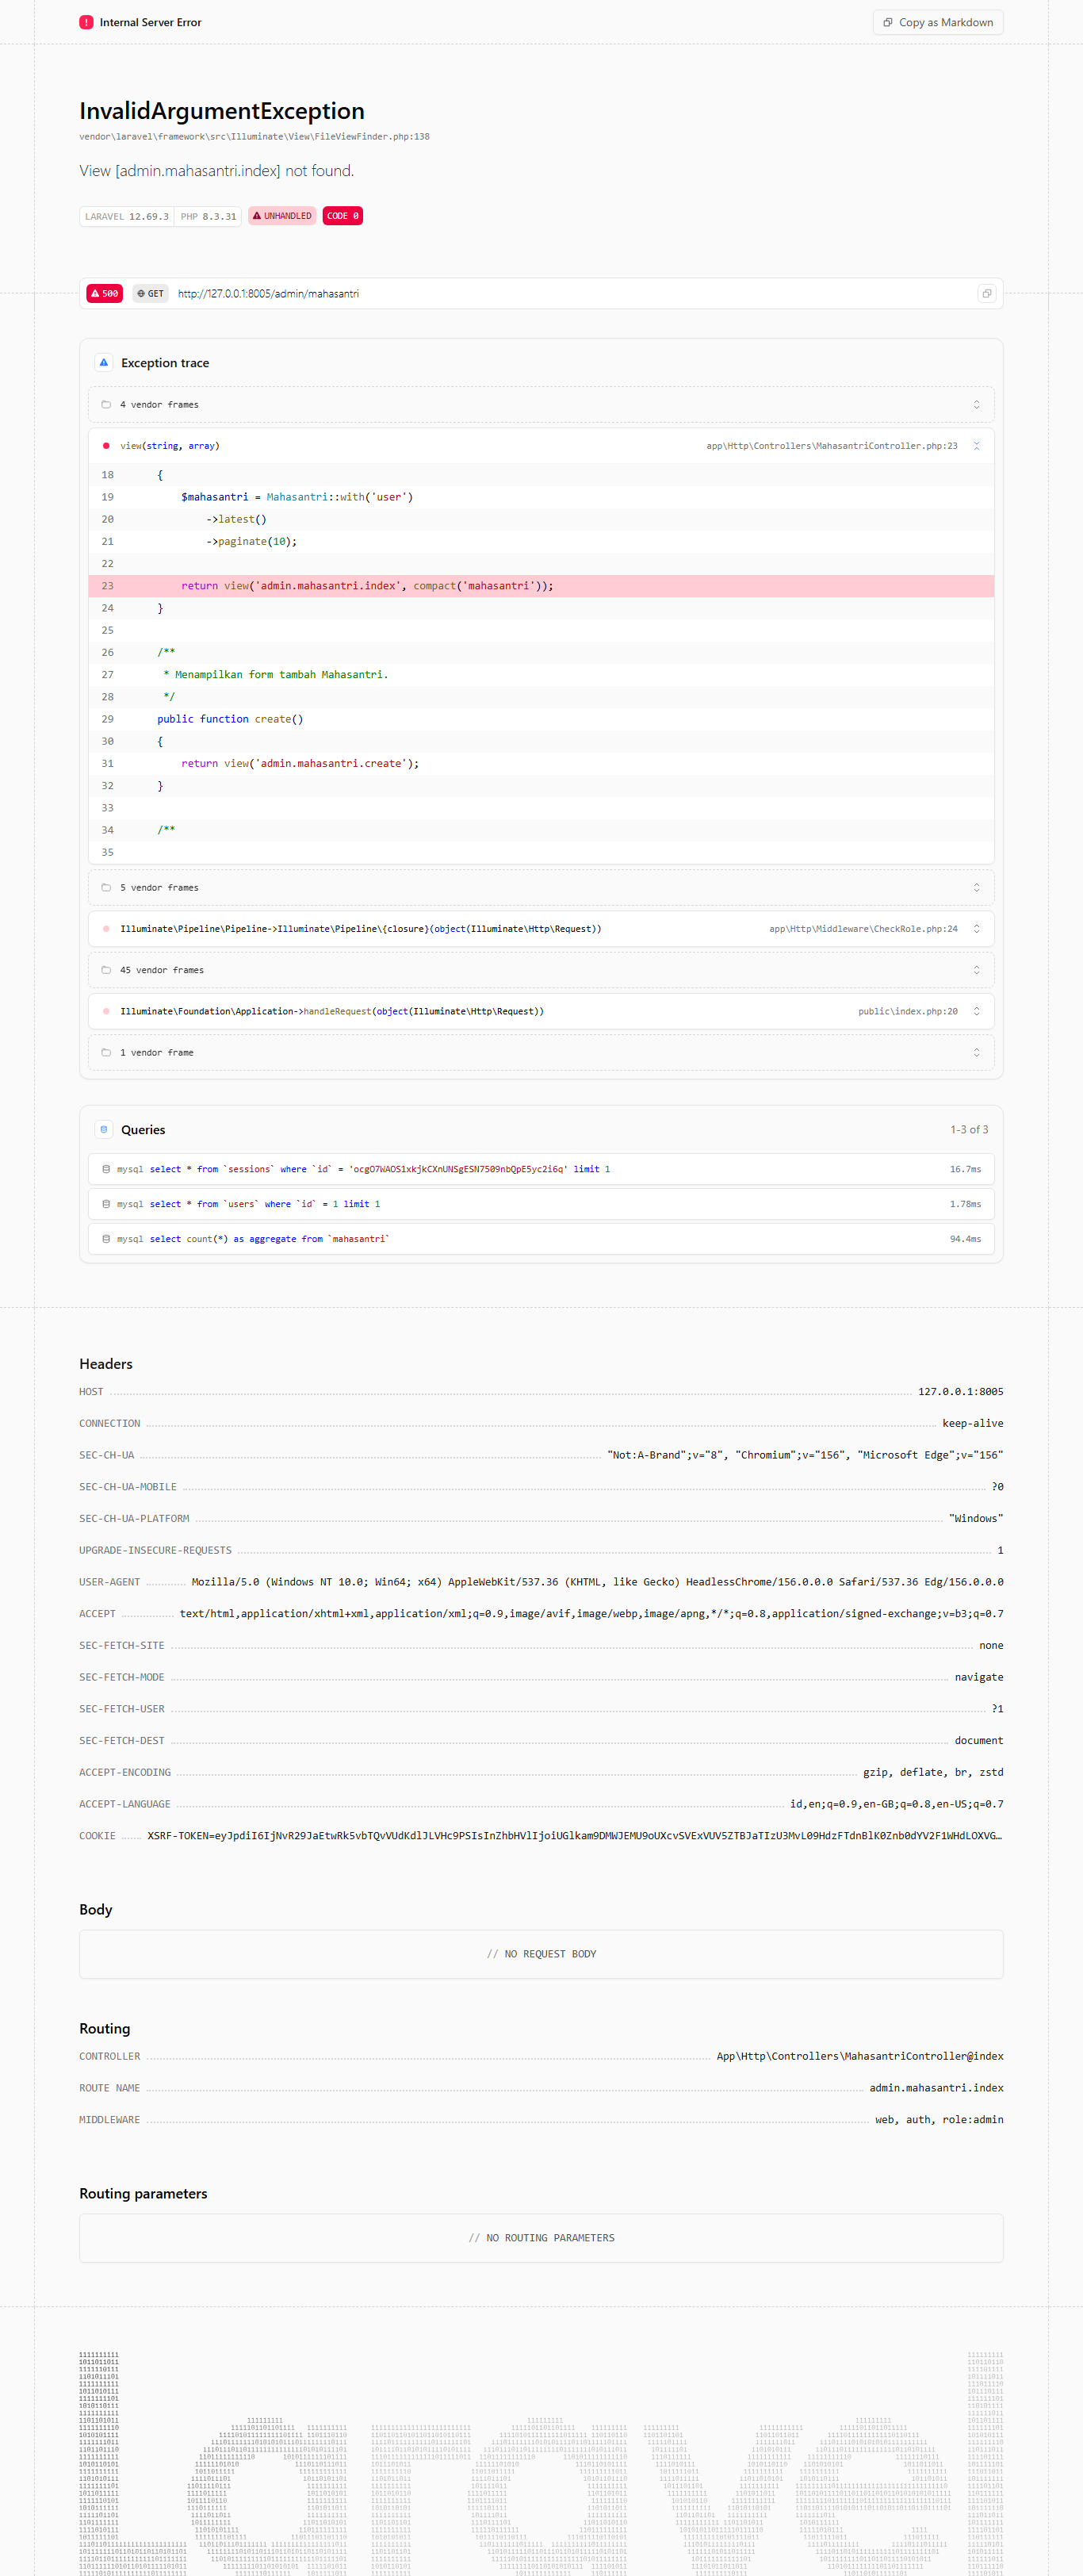 Internal Server Error
Copy as Markdown
InvalidArgumentException
vendor\laravel\framework\src\Illuminate\View\FileViewFinder.php:138
View [admin.mahasantri.index] not found.
LARAVEL 12.69.3 PHP 8.3.31 UNHANDLED CODE 0
500 GET http://127.0.0.1:8005/admin/mahasantri
Exception trace
4 vendor frames
view(string, array) app\Http\Controllers\MahasantriController.php:23
18 {
19 $mahasantri = Mahasantri::with('user')
20 ->latest()
21 ->paginate(10);
22
23 return view('admin.mahasantri.index', compact('mahasantri'));
24 }
25
26 /**
27 * Menampilkan form tambah Mahasantri.
28 */
29 public function create()
30 {
31 return view('admin.mahasantri.create');
32 }
33
34 /**
35
5 vendor frames
Illuminate\Pipeline\Pipeline->Illuminate\Pipeline\{closure}(object(Illuminate\Http\Request)) app\Http\Middleware\CheckRole.php:24
45 vendor frames
Illuminate\Foundation\Application->handleRequest(object(Illuminate\Http\Request)) public\index.php:20
1 vendor frame
Queries 1-3 of 3
mysql select * from `sessions` where `id` = 'ocgO7WAOS1xkjkCXnUNSgESN7509nbQpE5yc2i6q' limit 1 16.7ms
mysql select * from `users` where `id` = 1 limit 1 1.78ms
mysql select count(*) as aggregate from `mahasantri` 94.4ms
Headers
HOST 127.0.0.1:8005
CONNECTION keep-alive
SEC-CH-UA "Not:A-Brand";v="8", "Chromium";v="156", "Microsoft Edge";v="156"
SEC-CH-UA-MOBILE ?0
SEC-CH-UA-PLATFORM "Windows"
UPGRADE-INSECURE-REQUESTS 1
USER-AGENT Mozilla/5.0 (Windows NT 10.0; Win64; x64) AppleWebKit/537.36 (KHTML, like Gecko) HeadlessChrome/156.0.0.0 Safari/537.36 Edg/156.0.0.0
ACCEPT text/html,application/xhtml+xml,application/xml;q=0.9,image/avif,image/webp,image/apng,*/*;q=0.8,application/signed-exchange;v=b3;q=0.7
SEC-FETCH-SITE none
SEC-FETCH-MODE navigate
SEC-FETCH-USER ?1
SEC-FETCH-DEST document
ACCEPT-ENCODING gzip, deflate, br, zstd
ACCEPT-LANGUAGE id,en;q=0.9,en-GB;q=0.8,en-US;q=0.7
COOKIE
Body
// NO REQUEST BODY
Routing
CONTROLLER App\Http\Controllers\MahasantriController@index
ROUTE NAME admin.mahasantri.index
MIDDLEWARE web, auth, role:admin
Routing parameters
// NO ROUTING PARAMETERS